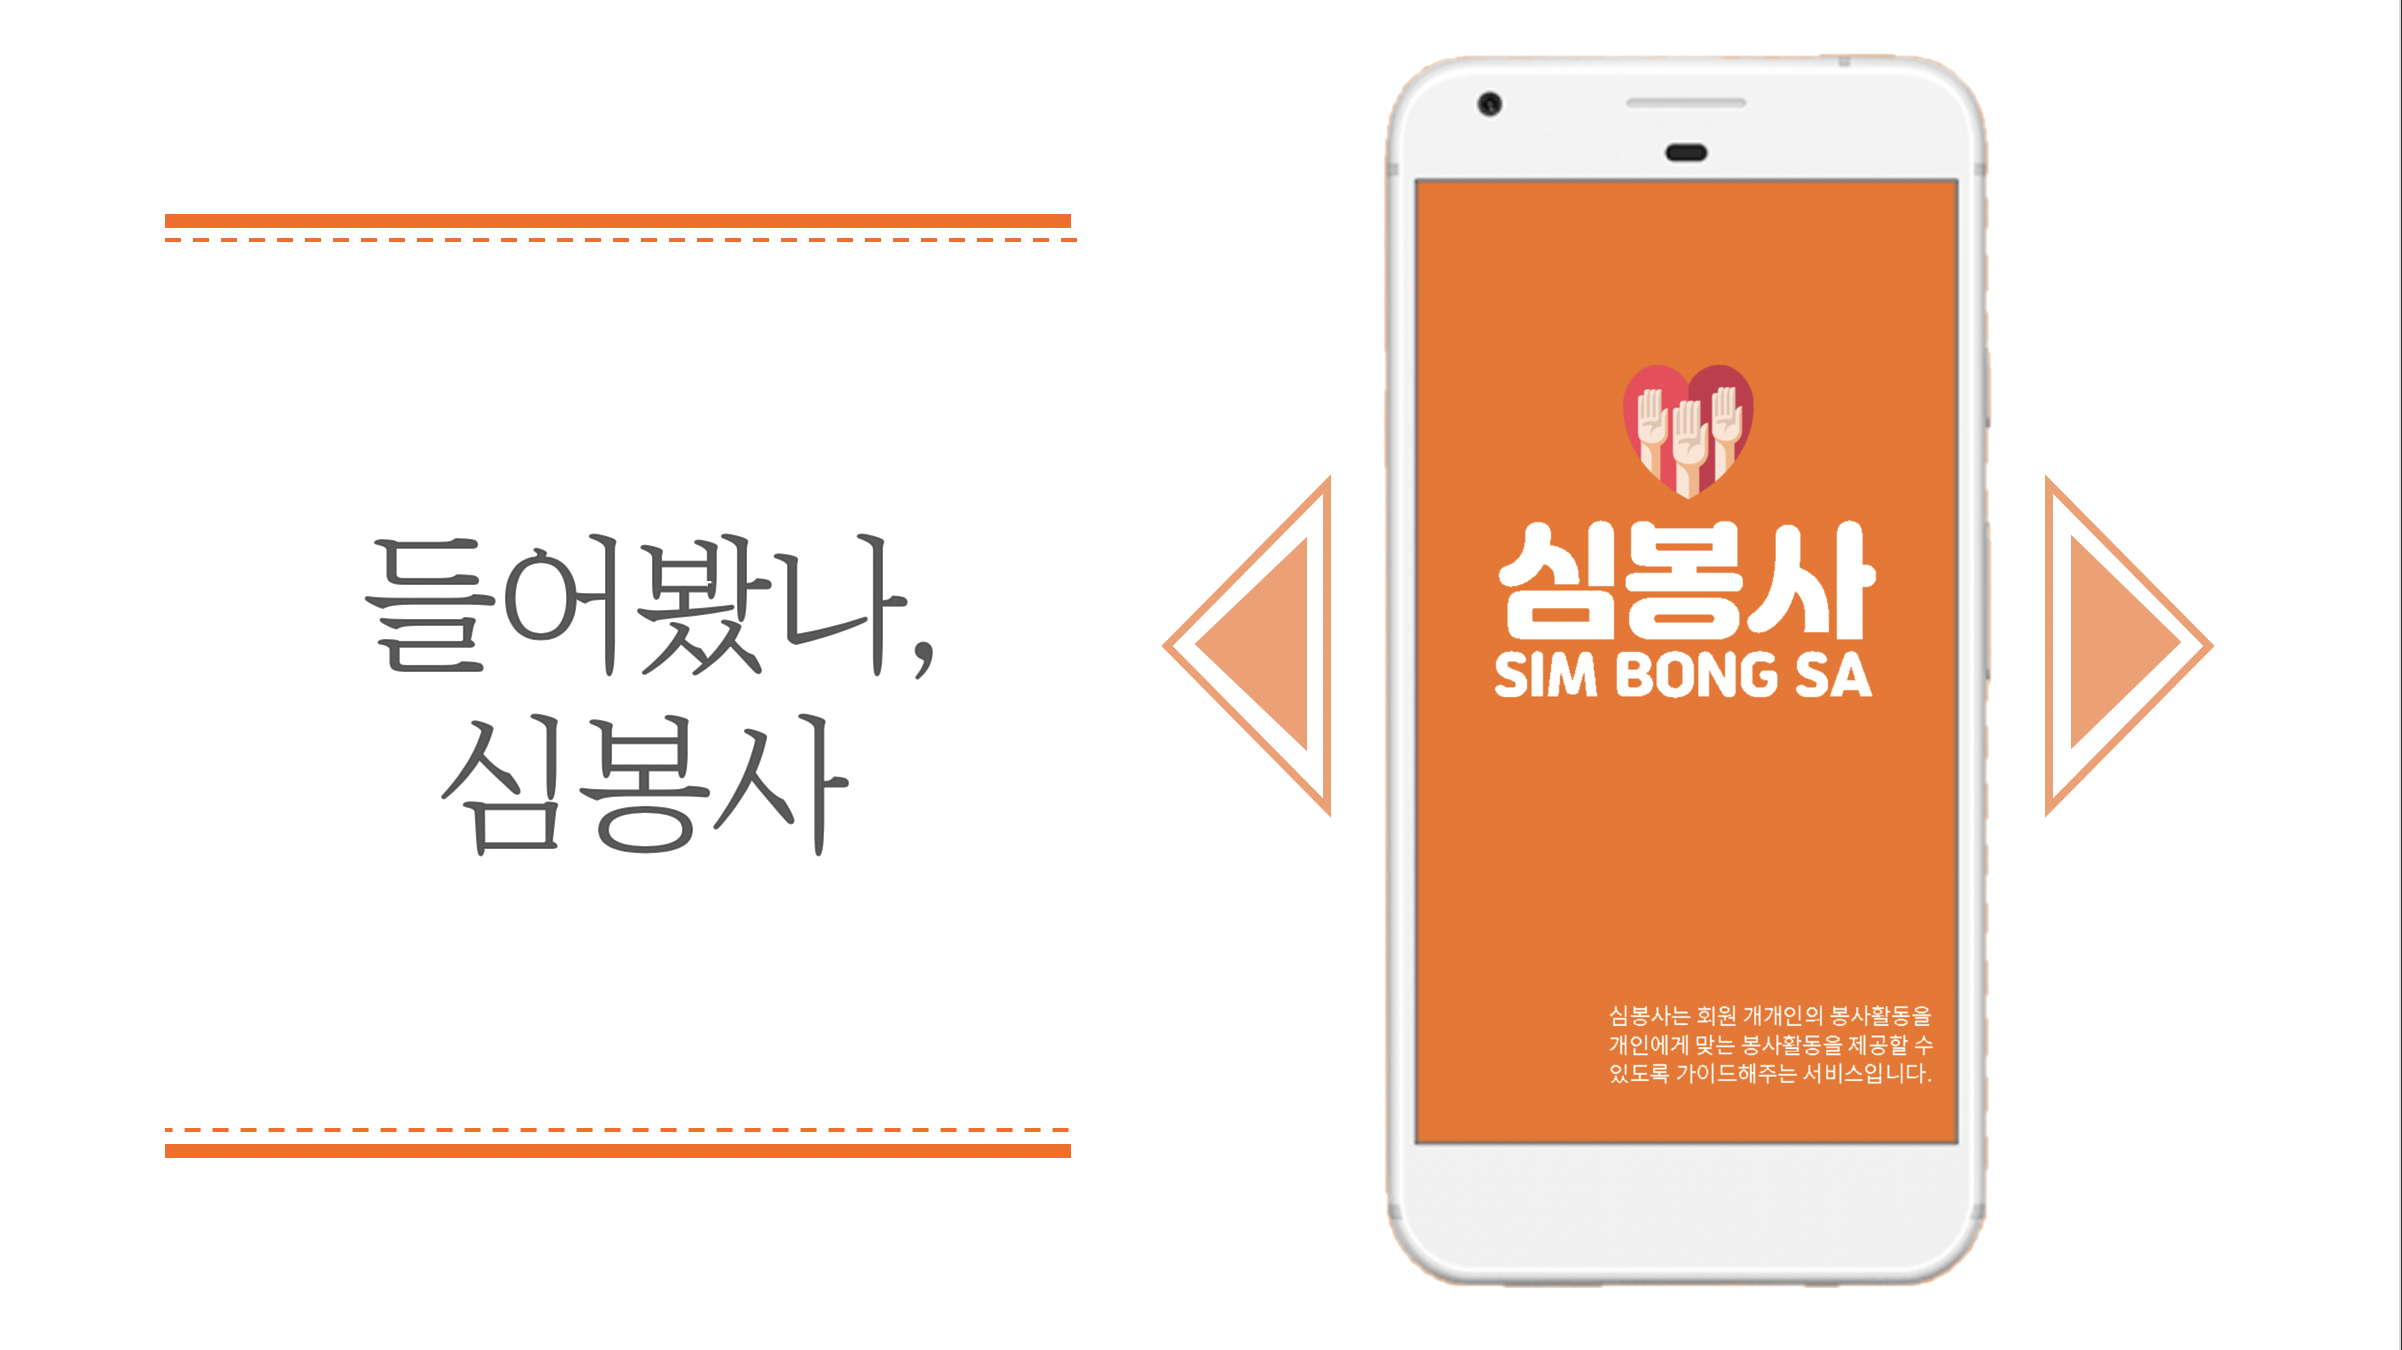 들어봤나,
심봉사
심봉사
SIM BONG SA
심봉사는 회원 개개인의 봉사활동을
개인에게 맞는 봉사활동을 제공할 수
있도록 가이드해주는 서비스입니다.